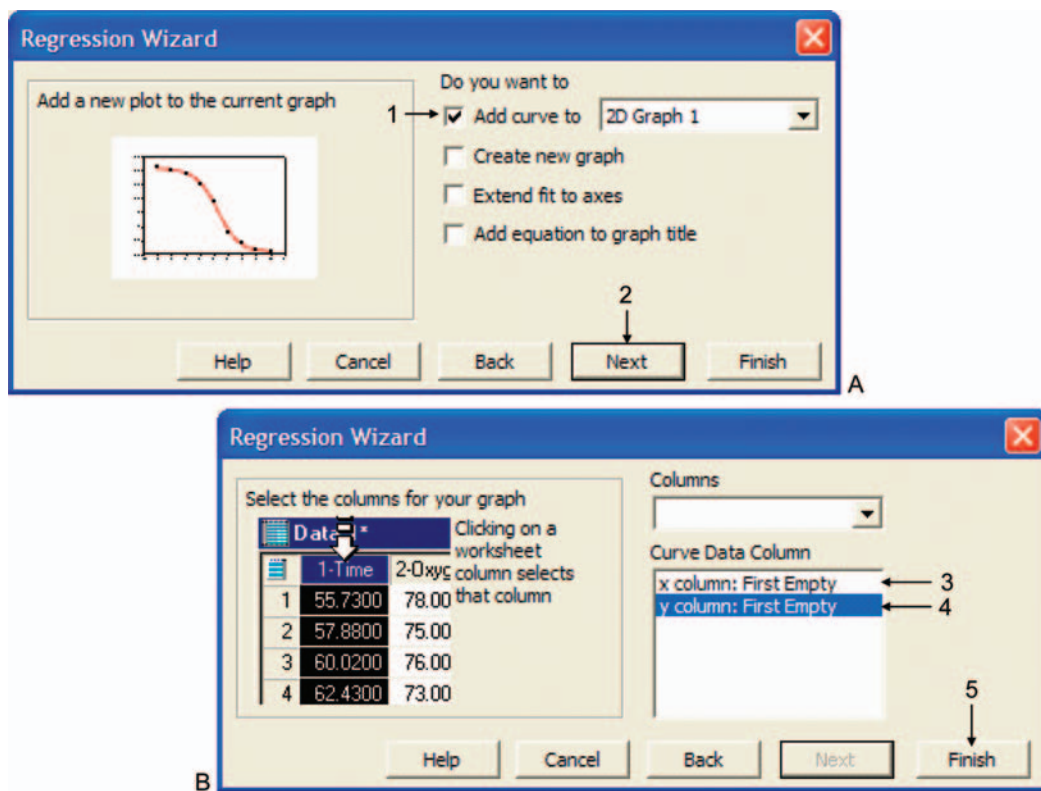 Regression Wizard
Add a new plot to the current graph
Do you want to
1
Add curve to
2D Graph 1
Create new graph
Extend fit to axes
Add equation to graph title
2
Help
Cancel
Back
Next
Finish
A
Regression Wizard
Select the columns for your graph
Data *
1-Time 2-Oxyg
1 55.7300 78.00
2 57.8800 75.00
3 60.0200 76.00
4 62.4300 73.00
Clicking on a
worksheet
column selects
that column
Columns
Curve Data Column
x column: First Empty
3
y column: First Empty
4
5
Help
Cancel
Back
Next
Finish
B